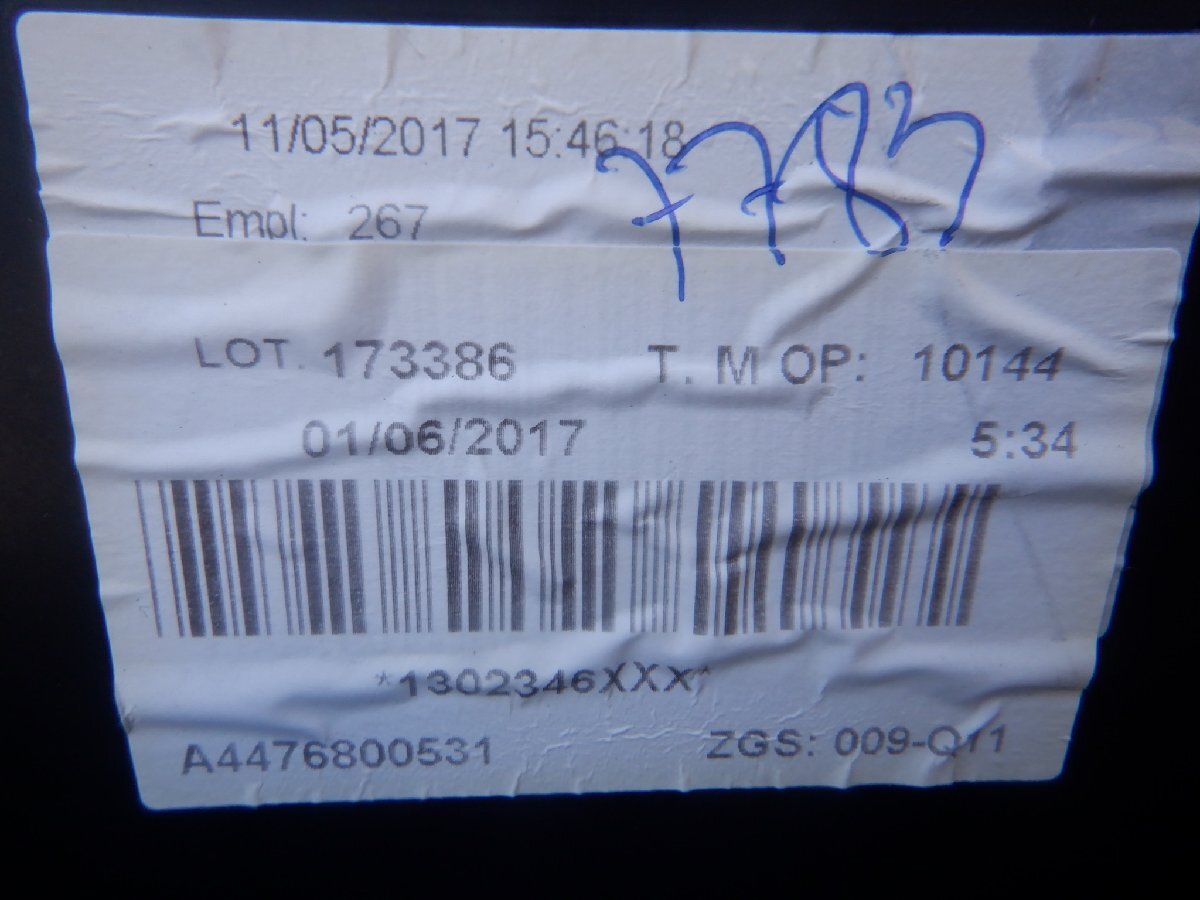 11/05/2017 15:46:18
7783
Empl: 267
LOT. 173386 T. M OP: 10144
01/06/2017 5:34
*1302346XXX*
A4476800531 ZGS: 009-Q11